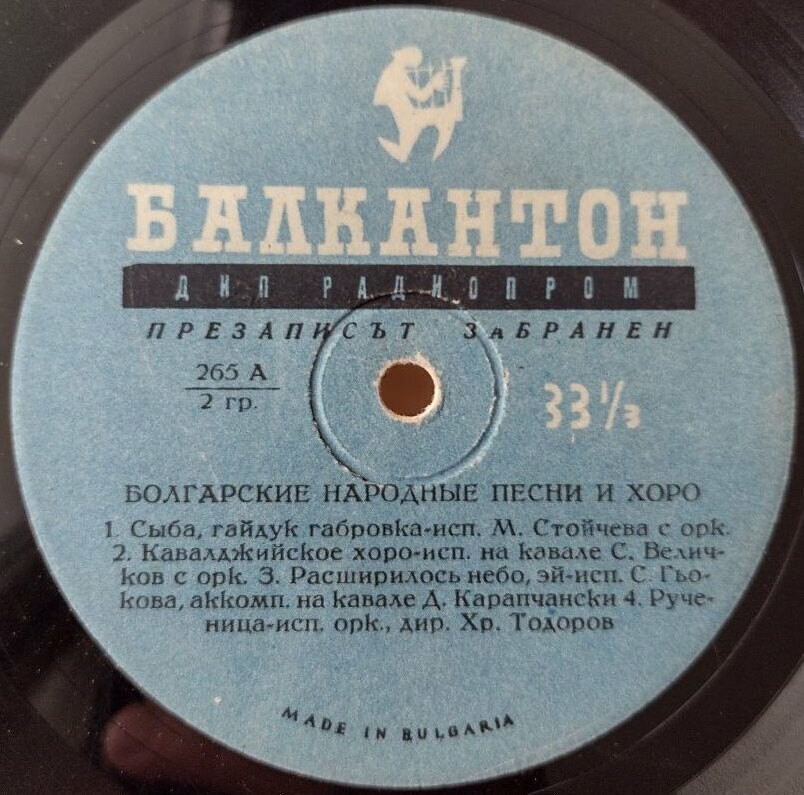 БАЛКАНТОН
ДИП РАДИОПРОМ
ПРЕЗАПИСЪТ ЗаБРАНЕН
265 А
2 гр.
33 1/3
БОЛГАРСКИЕ НАРОДНЫЕ ПЕСНИ И ХОРО
1. Сыба, гайдук габровка-исп. М. Стойчева с орк.
2. Кавалджийское хоро-исп. на кавале С. Велич-
ков с орк. 3. Расширилось небо, эй-исп. С. Гьо-
кова, аккомп. на кавале Д. Карапчански 4. Руче-
ница-исп. орк., дир. Хр. Тодоров
MADE IN BULGARIA